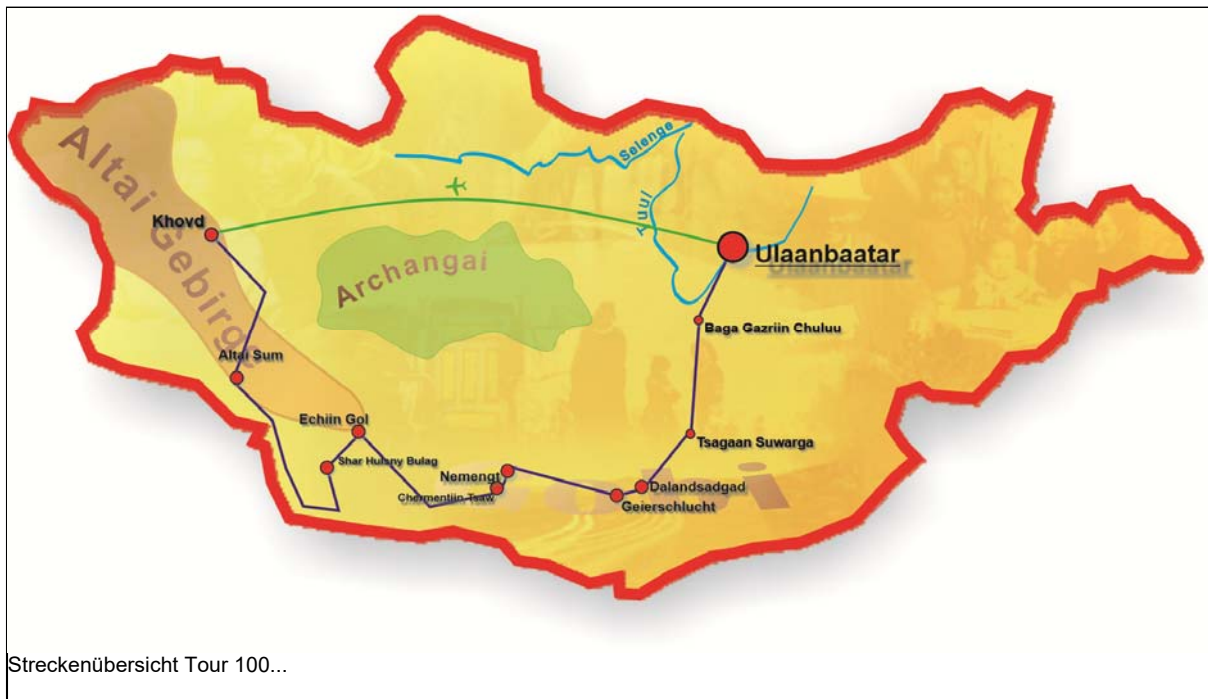 Altai Gebirge
Khovd
Selenge
Tuul
Ulaanbaatar
Archangai
Baga Gazriin Chuluu
Altai Sum
Echiin Gol
Tsagaan Suwarga
Shar Hulsny Bulag
Nemengt
Chermentiin Tsaw
Dalandsadgad
Geierschlucht
Gobi
Streckenübersicht Tour 100...